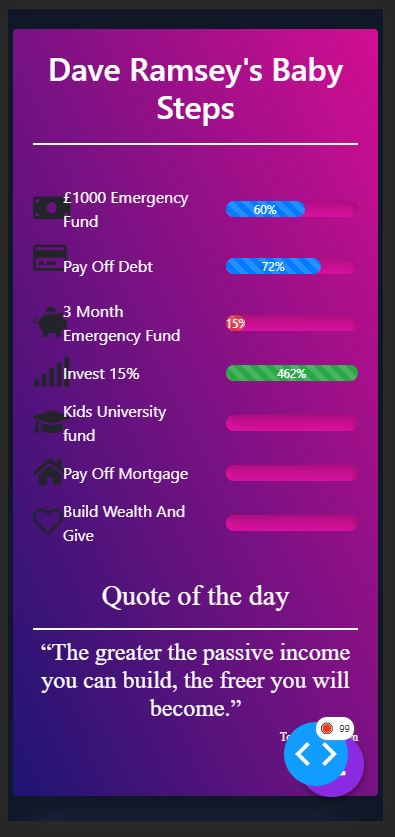 Dave Ramsey's Baby
Steps
£1000 Emergency
Fund
60%
Pay Off Debt
72%
3 Month
Emergency Fund
15%
Invest 15%
462%
Kids University
fund
Pay Off Mortgage
Build Wealth And
Give
Quote of the day
“The greater the passive income
you can build, the freer you will
become.”
99